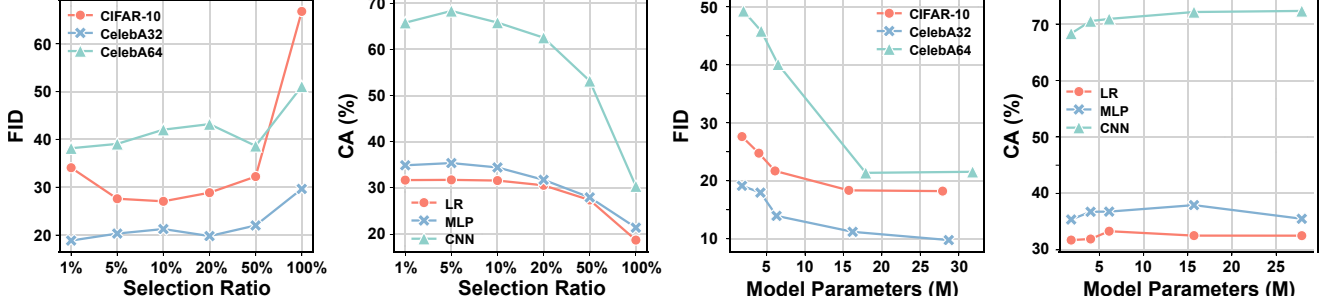 FID
60
50
40
30
20
CIFAR-10
CelebA32
CelebA64
1% 5% 10% 20% 50% 100%
Selection Ratio
CA (%)
70
60
50
40
30
20
LR
MLP
CNN
1% 5% 10% 20% 50% 100%
Selection Ratio
FID
50
40
30
20
10
CIFAR-10
CelebA32
CelebA64
5 10 15 20 25 30
Model Parameters (M)
CA (%)
70
60
50
40
30
LR
MLP
CNN
5 10 15 20 25
Model Parameters (M)